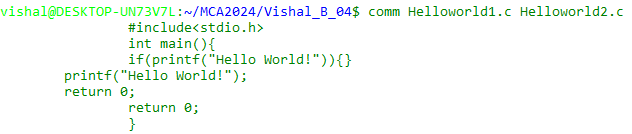 vishal@DESKTOP-UN73V7L:~/MCA2024/Vishal_B_04$ comm Helloworld1.c Helloworld2.c
                #include<stdio.h>
                int main(){
                if(printf("Hello World!")){}
        printf("Hello World!");
        return 0;
                return 0;
                }